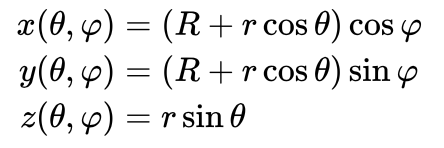 x(θ, φ) = (R + r cos θ) cos φ
y(θ, φ) = (R + r cos θ) sin φ
z(θ, φ) = r sin θ